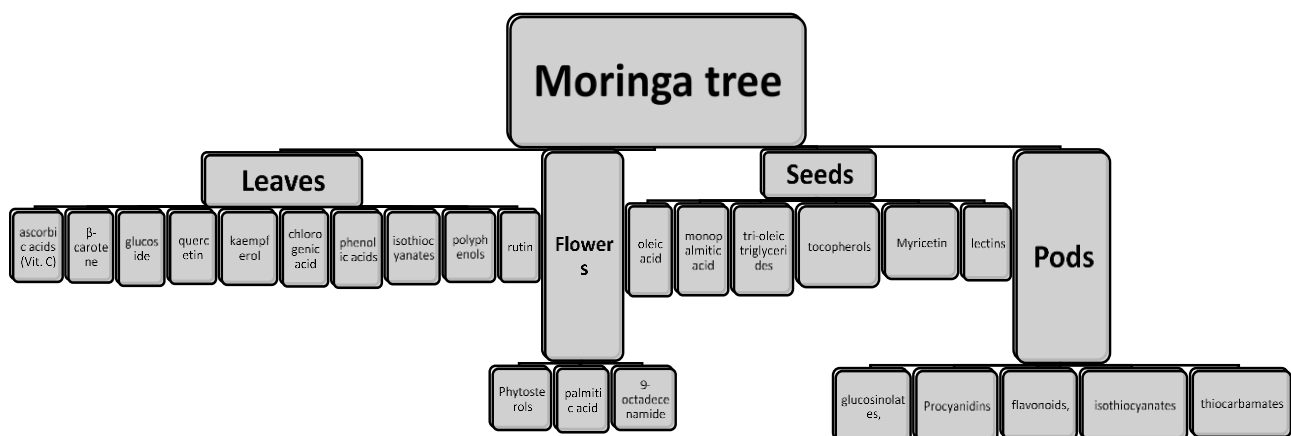 Moringa tree
Leaves
ascorbi
c acids
(Vit. C)
β-
carote
ne
glucos
ide
querc
etin
kaempf
erol
chloro
genic
acid
phenol
ic acids
isothioc
yanates
polyph
enols
rutin
Flower
s
Phytoste
rols
palmiti
c acid
9-
octadece
namide
Seeds
oleic
acid
monop
almitic
acid
tri-oleic
triglyceri
des
tocopherols
Myricetin
lectins
Pods
glucosinolat
es,
Procyanidins
flavonoids,
isothiocyanates
thiocarbamates